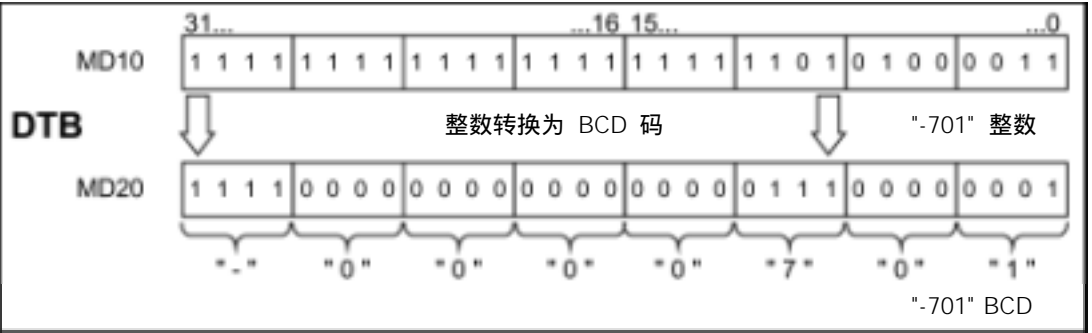 31... ...16 15... ...0
MD10 1 1 1 1 1 1 1 1 1 1 1 1 1 1 1 1 1 1 1 1 1 1 0 1 0 1 0 0 0 0 1 1
DTB 整数转换为 BCD 码 "-701" 整数
MD20 1 1 1 1 0 0 0 0 0 0 0 0 0 0 0 0 0 0 0 0 0 1 1 1 0 0 0 0 0 0 0 1
"-" "0" "0" "0" "0" "7" "0" "1"
"-701" BCD